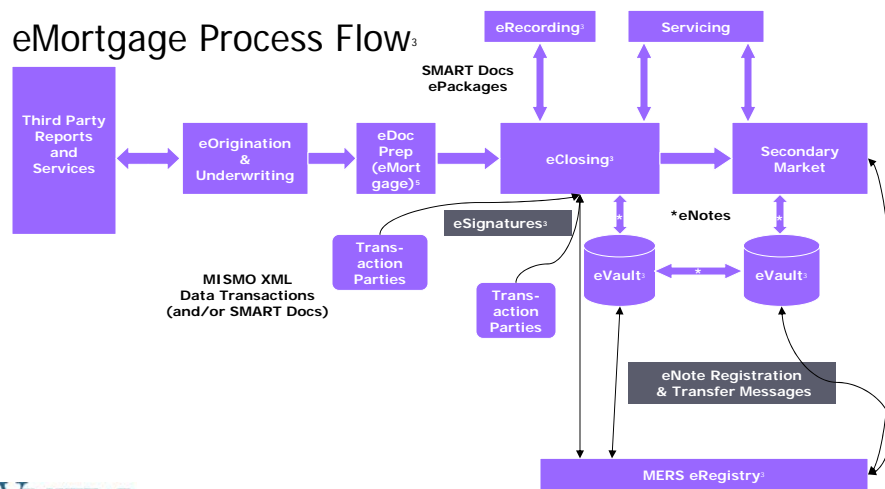 eMortgage Process Flow³
eRecording³
Servicing
SMART Docs
ePackages
Third Party
Reports
and
Services
eOrigination
&
Underwriting
eDoc
Prep
(eMort
gage)⁵
eClosing³
Secondary
Market
eSignatures³
*
*eNotes
*
Trans-
action
Parties
MISMO XML
Data Transactions
(and/or SMART Docs)
Trans-
action
Parties
eVault³
*
eVault³
eNote Registration
& Transfer Messages
MERS eRegistry³